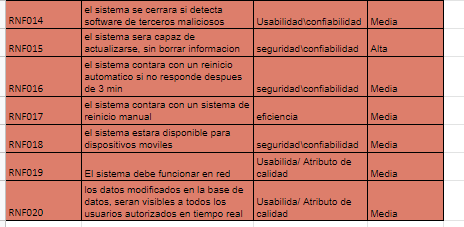 el sistema se cerrara si detecta
RNF014 software de terceros maliciosos Usabilidad\confiabilidad Media
el sistema sera capaz de
RNF015 actualizarse, sin borrar informacion seguridad\confiabilidad Alta
el sistema contara con un reinicio
automatico si no responde despues
RNF016 de 3 min seguridad\confiabilidad Media
el sistema contara con un sistema de
RNF017 reinicio manual eficiencia Media
el sistema estara disponible para
RNF018 dispositivos moviles seguridad\confiabilidad Media
Usabilida/ Atributo de
RNF019 El sistema debe funcionar en red calidad Media
los datos modificados en la base de
datos, seran visibles a todos los Usabilida/ Atributo de
RNF020 usuarios autorizados en tiempo real calidad Media